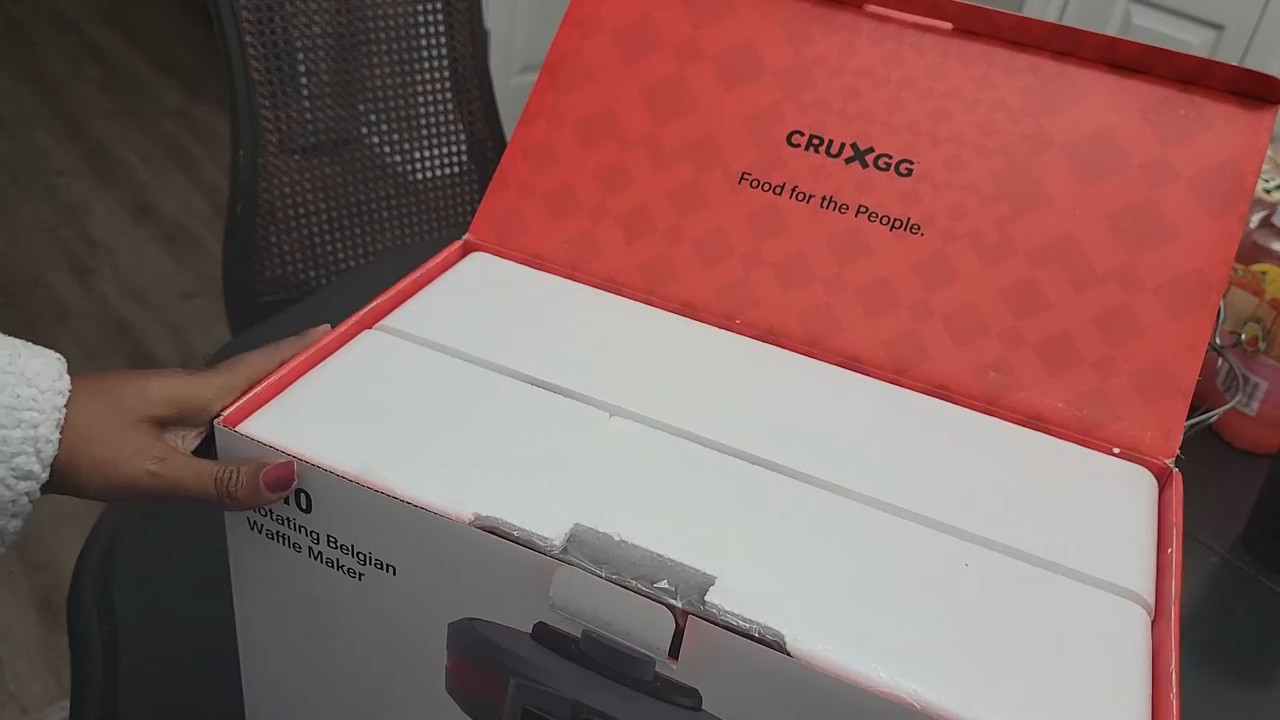 CRUXGG
Food for the People.
Rotating Belgian
Waffle Maker